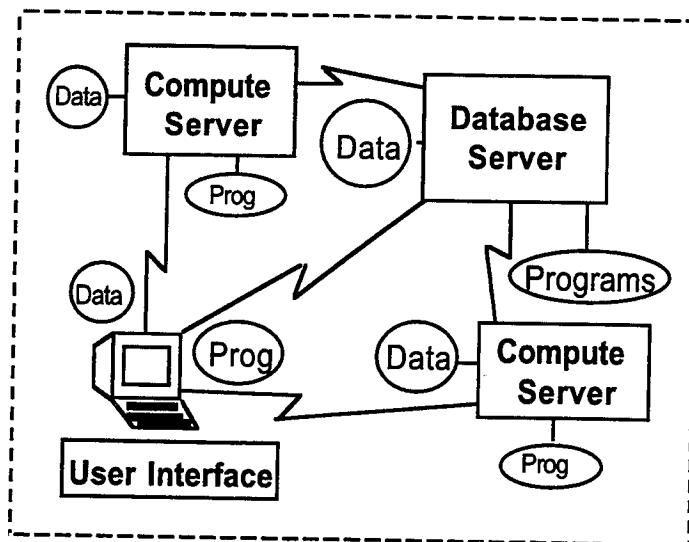 Data
Compute
Server
Prog
Data
Database
Server
Programs
Data
Prog
User Interface
Data
Compute
Server
Prog